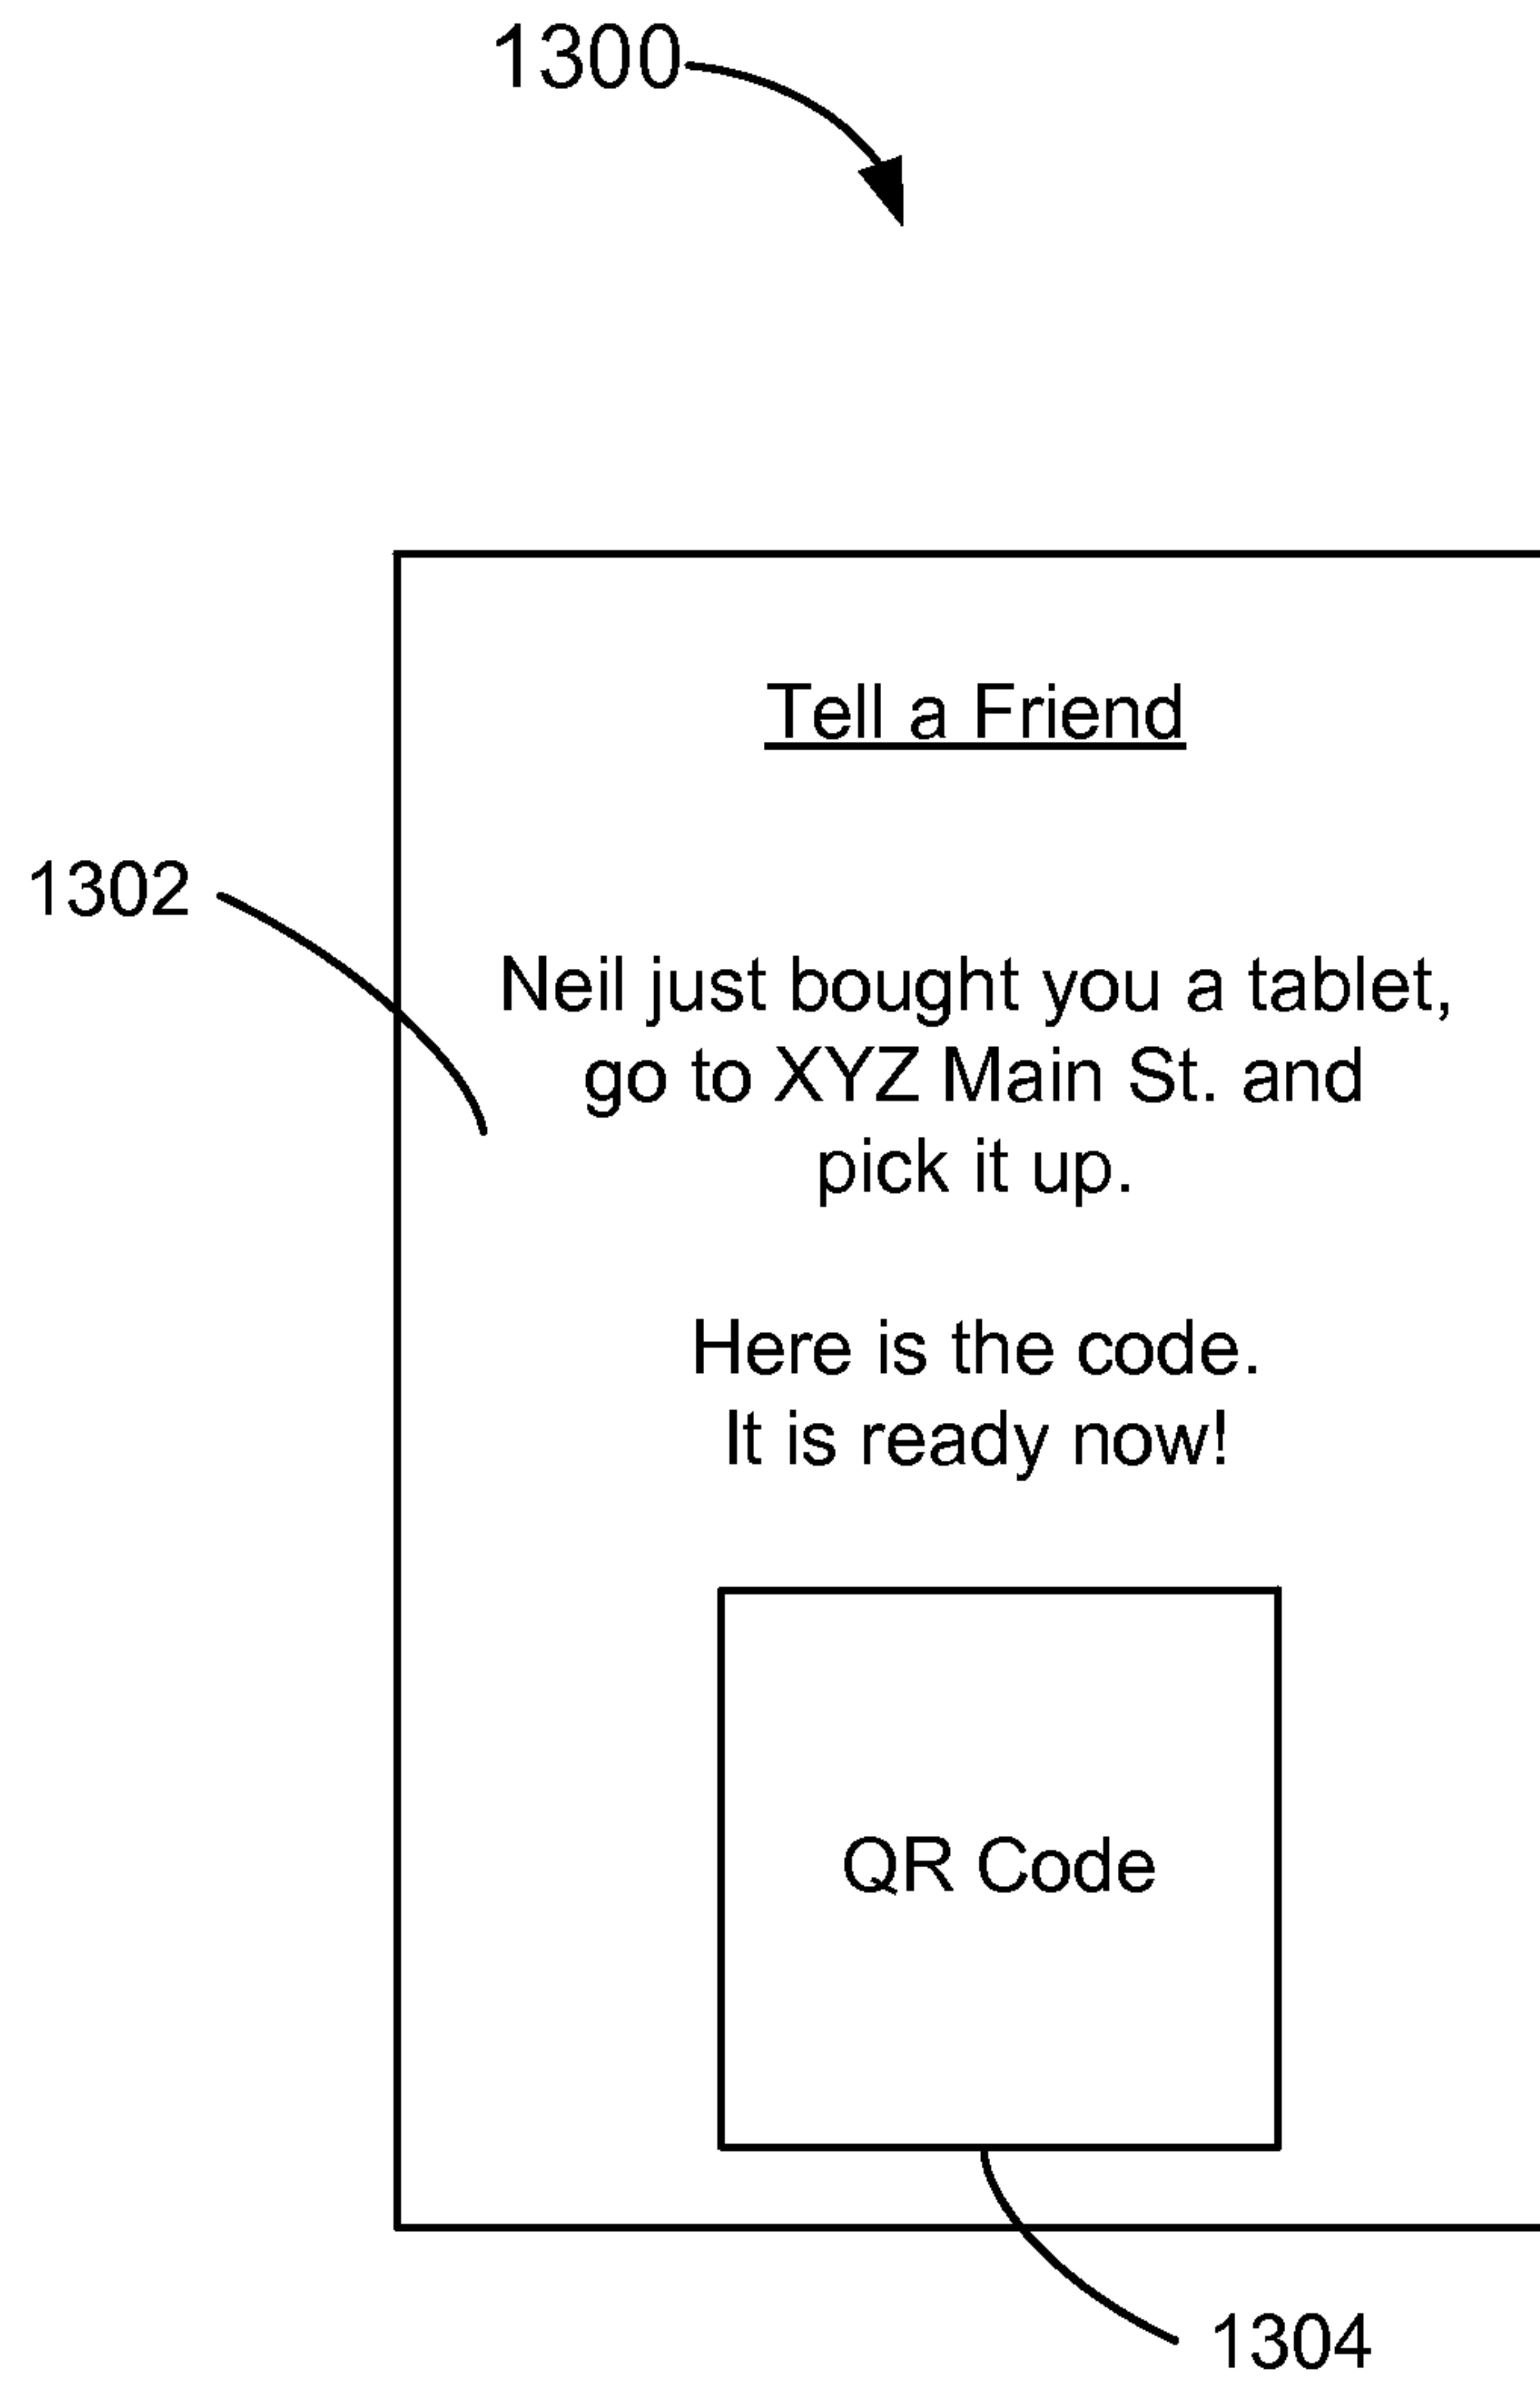 1300
Tell a Friend
1302
Neil just bought you a tablet,
go to XYZ Main St. and
pick it up.
Here is the code.
It is ready now!
QR Code
1304